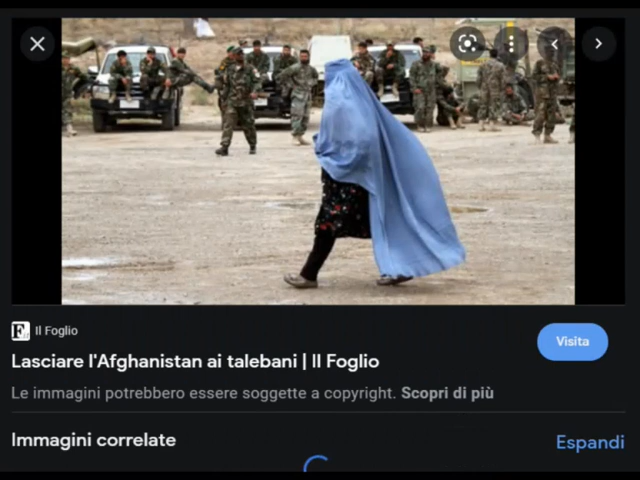 Il Foglio
Visita
Lasciare l'Afghanistan ai talebani | Il Foglio
Le immagini potrebbero essere soggette a copyright. Scopri di più
Immagini correlate
Espandi